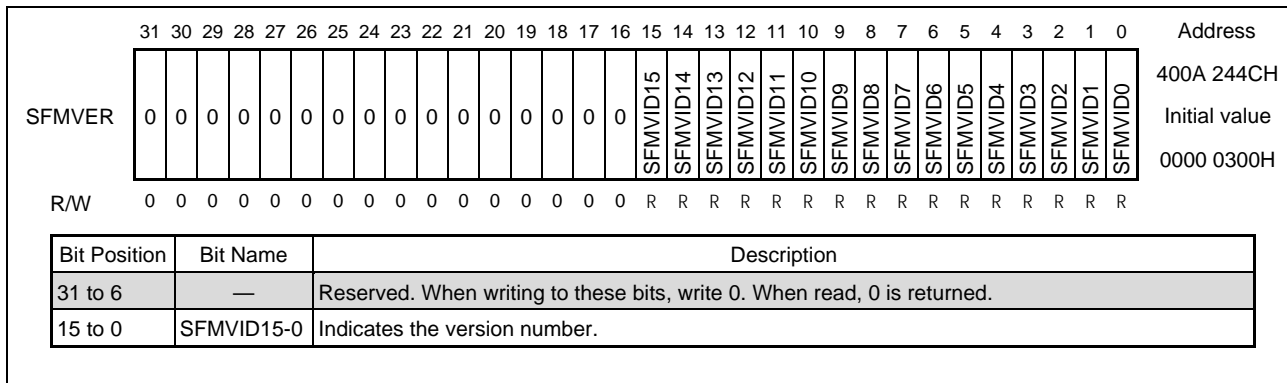 31 30 29 28 27 26 25 24 23 22 21 20 19 18 17 16 15 14 13 12 11 10 9 8 7 6 5 4 3 2 1 0 Address
SFMVER 0 0 0 0 0 0 0 0 0 0 0 0 0 0 0 0 SFMVID15 SFMVID14 SFMVID13 SFMVID12 SFMVID11 SFMVID10 SFMVID9 SFMVID8 SFMVID7 SFMVID6 SFMVID5 SFMVID4 SFMVID3 SFMVID2 SFMVID1 SFMVID0
400A 244CH
Initial value
0000 0300H
R/W 0 0 0 0 0 0 0 0 0 0 0 0 0 0 0 0 R R R R R R R R R R R R R R R R
Bit Position Bit Name Description
31 to 6 — Reserved. When writing to these bits, write 0. When read, 0 is returned.
15 to 0 SFMVID15-0 Indicates the version number.